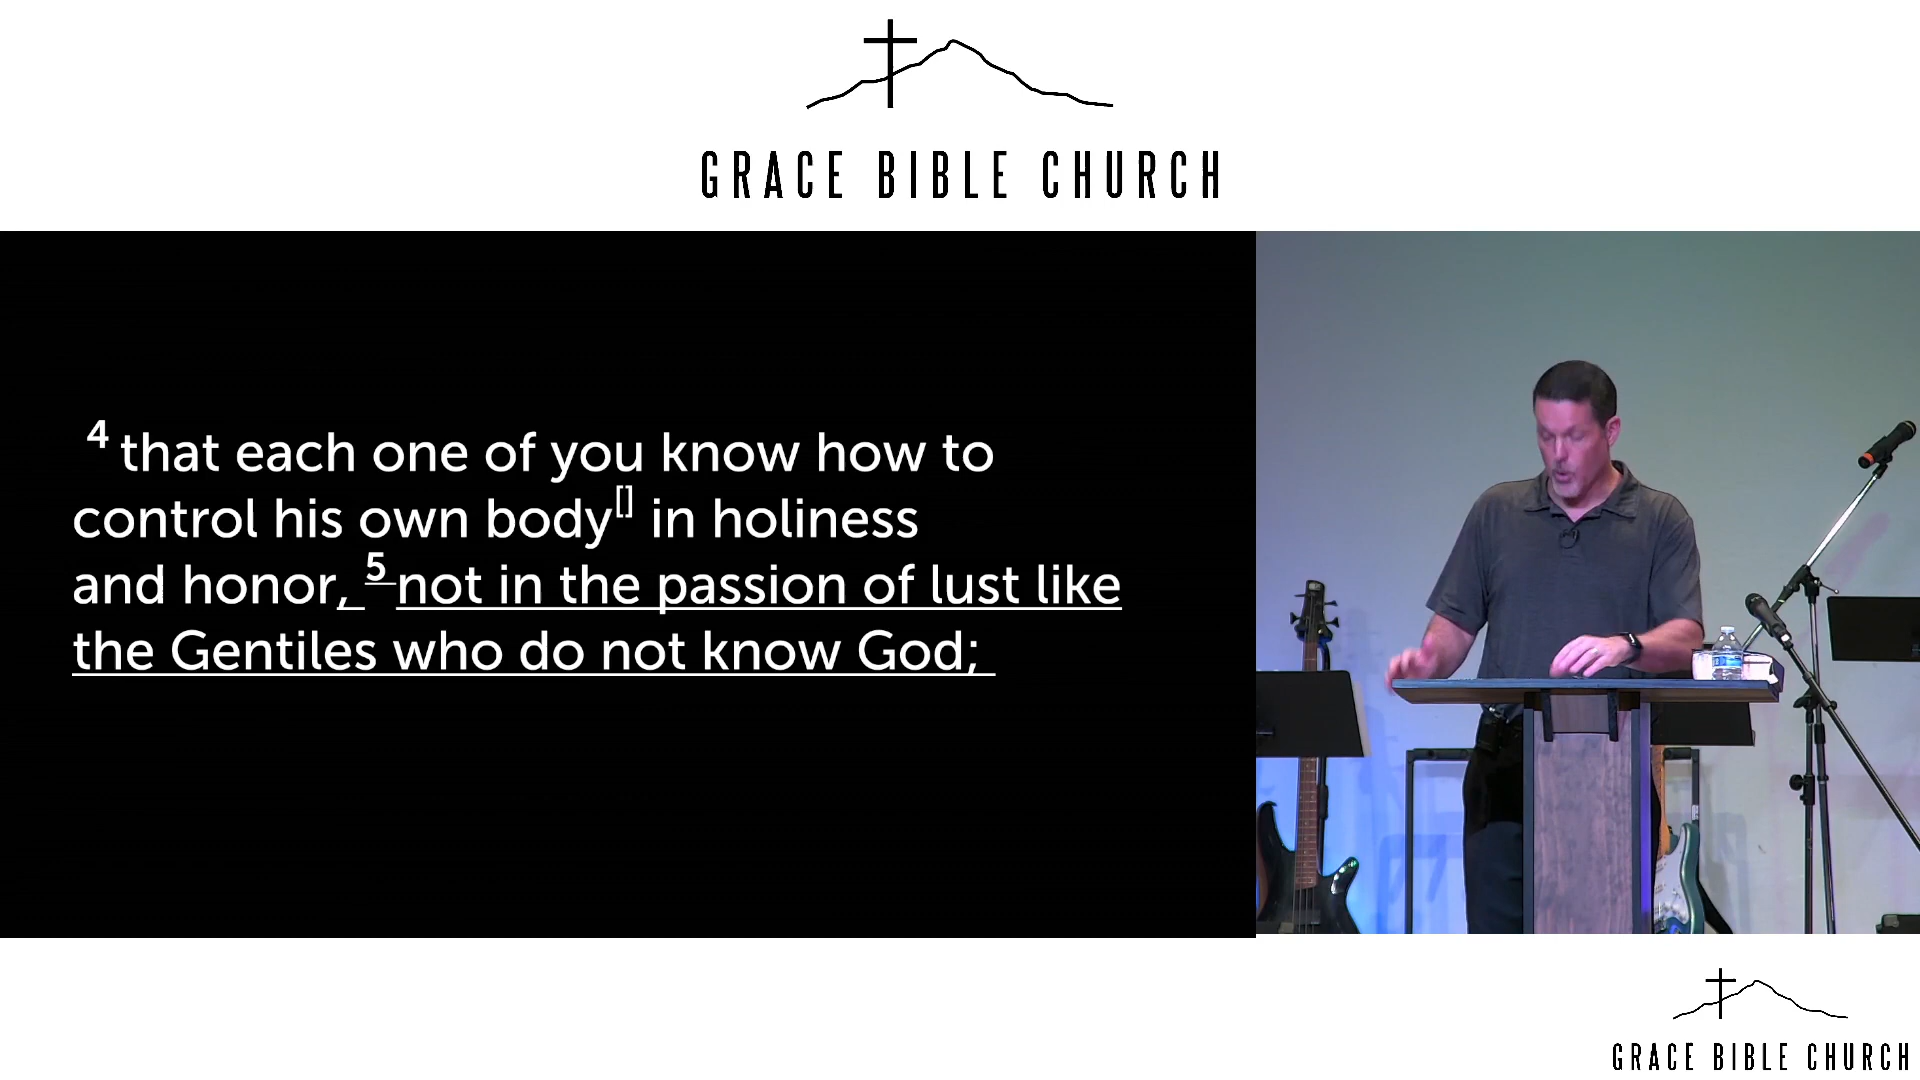 GRACE BIBLE CHURCH
4 that each one of you know how to
control his own body[] in holiness
and honor, 5 not in the passion of lust like
the Gentiles who do not know God;
GRACE BIBLE CHURCH